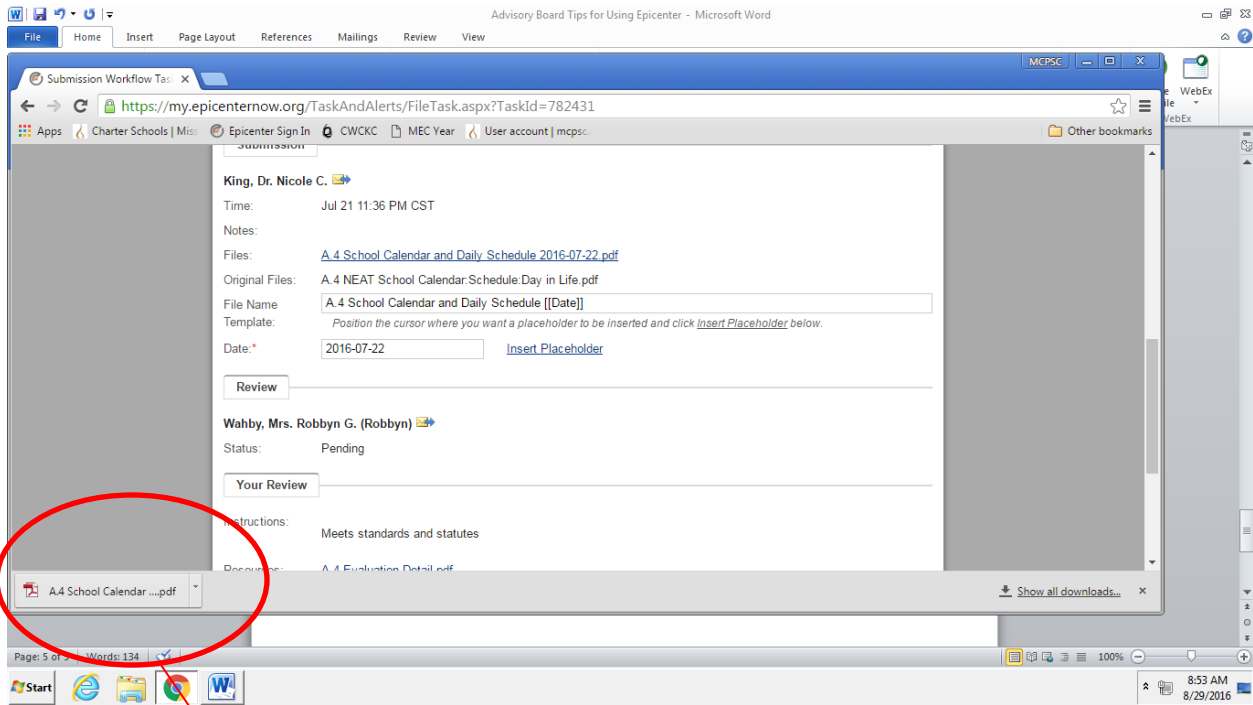 Advisory Board Tips for Using Epicenter - Microsoft Word
File Home Insert Page Layout References Mailings Review View
MCPSC
Submission Workflow Tas
WebEx
https://my.epicenternow.org/TaskAndAlerts/FileTask.aspx?TaskId=782431
Apps Charter Schools | Miss Epicenter Sign In CWCKC MEC Year User account | mcpsc. Other bookmarks
Submission
King, Dr. Nicole C.
Time: Jul 21 11:36 PM CST
Notes:
Files: A.4 School Calendar and Daily Schedule 2016-07-22.pdf
Original Files: A.4 NEAT School Calendar:Schedule:Day in Life.pdf
File Name Template: A.4 School Calendar and Daily Schedule [[Date]]
Position the cursor where you want a placeholder to be inserted and click Insert Placeholder below.
Date:* 2016-07-22 Insert Placeholder
Review
Wahby, Mrs. Robbyn G. (Robbyn)
Status: Pending
Your Review
Instructions:
Meets standards and statutes
Resources: A.4 Evaluation Detail.pdf
A.4 School Calendar ....pdf Show all downloads...
Page: 5 of 5 Words: 134 100%
Start 8:53 AM
8/29/2016